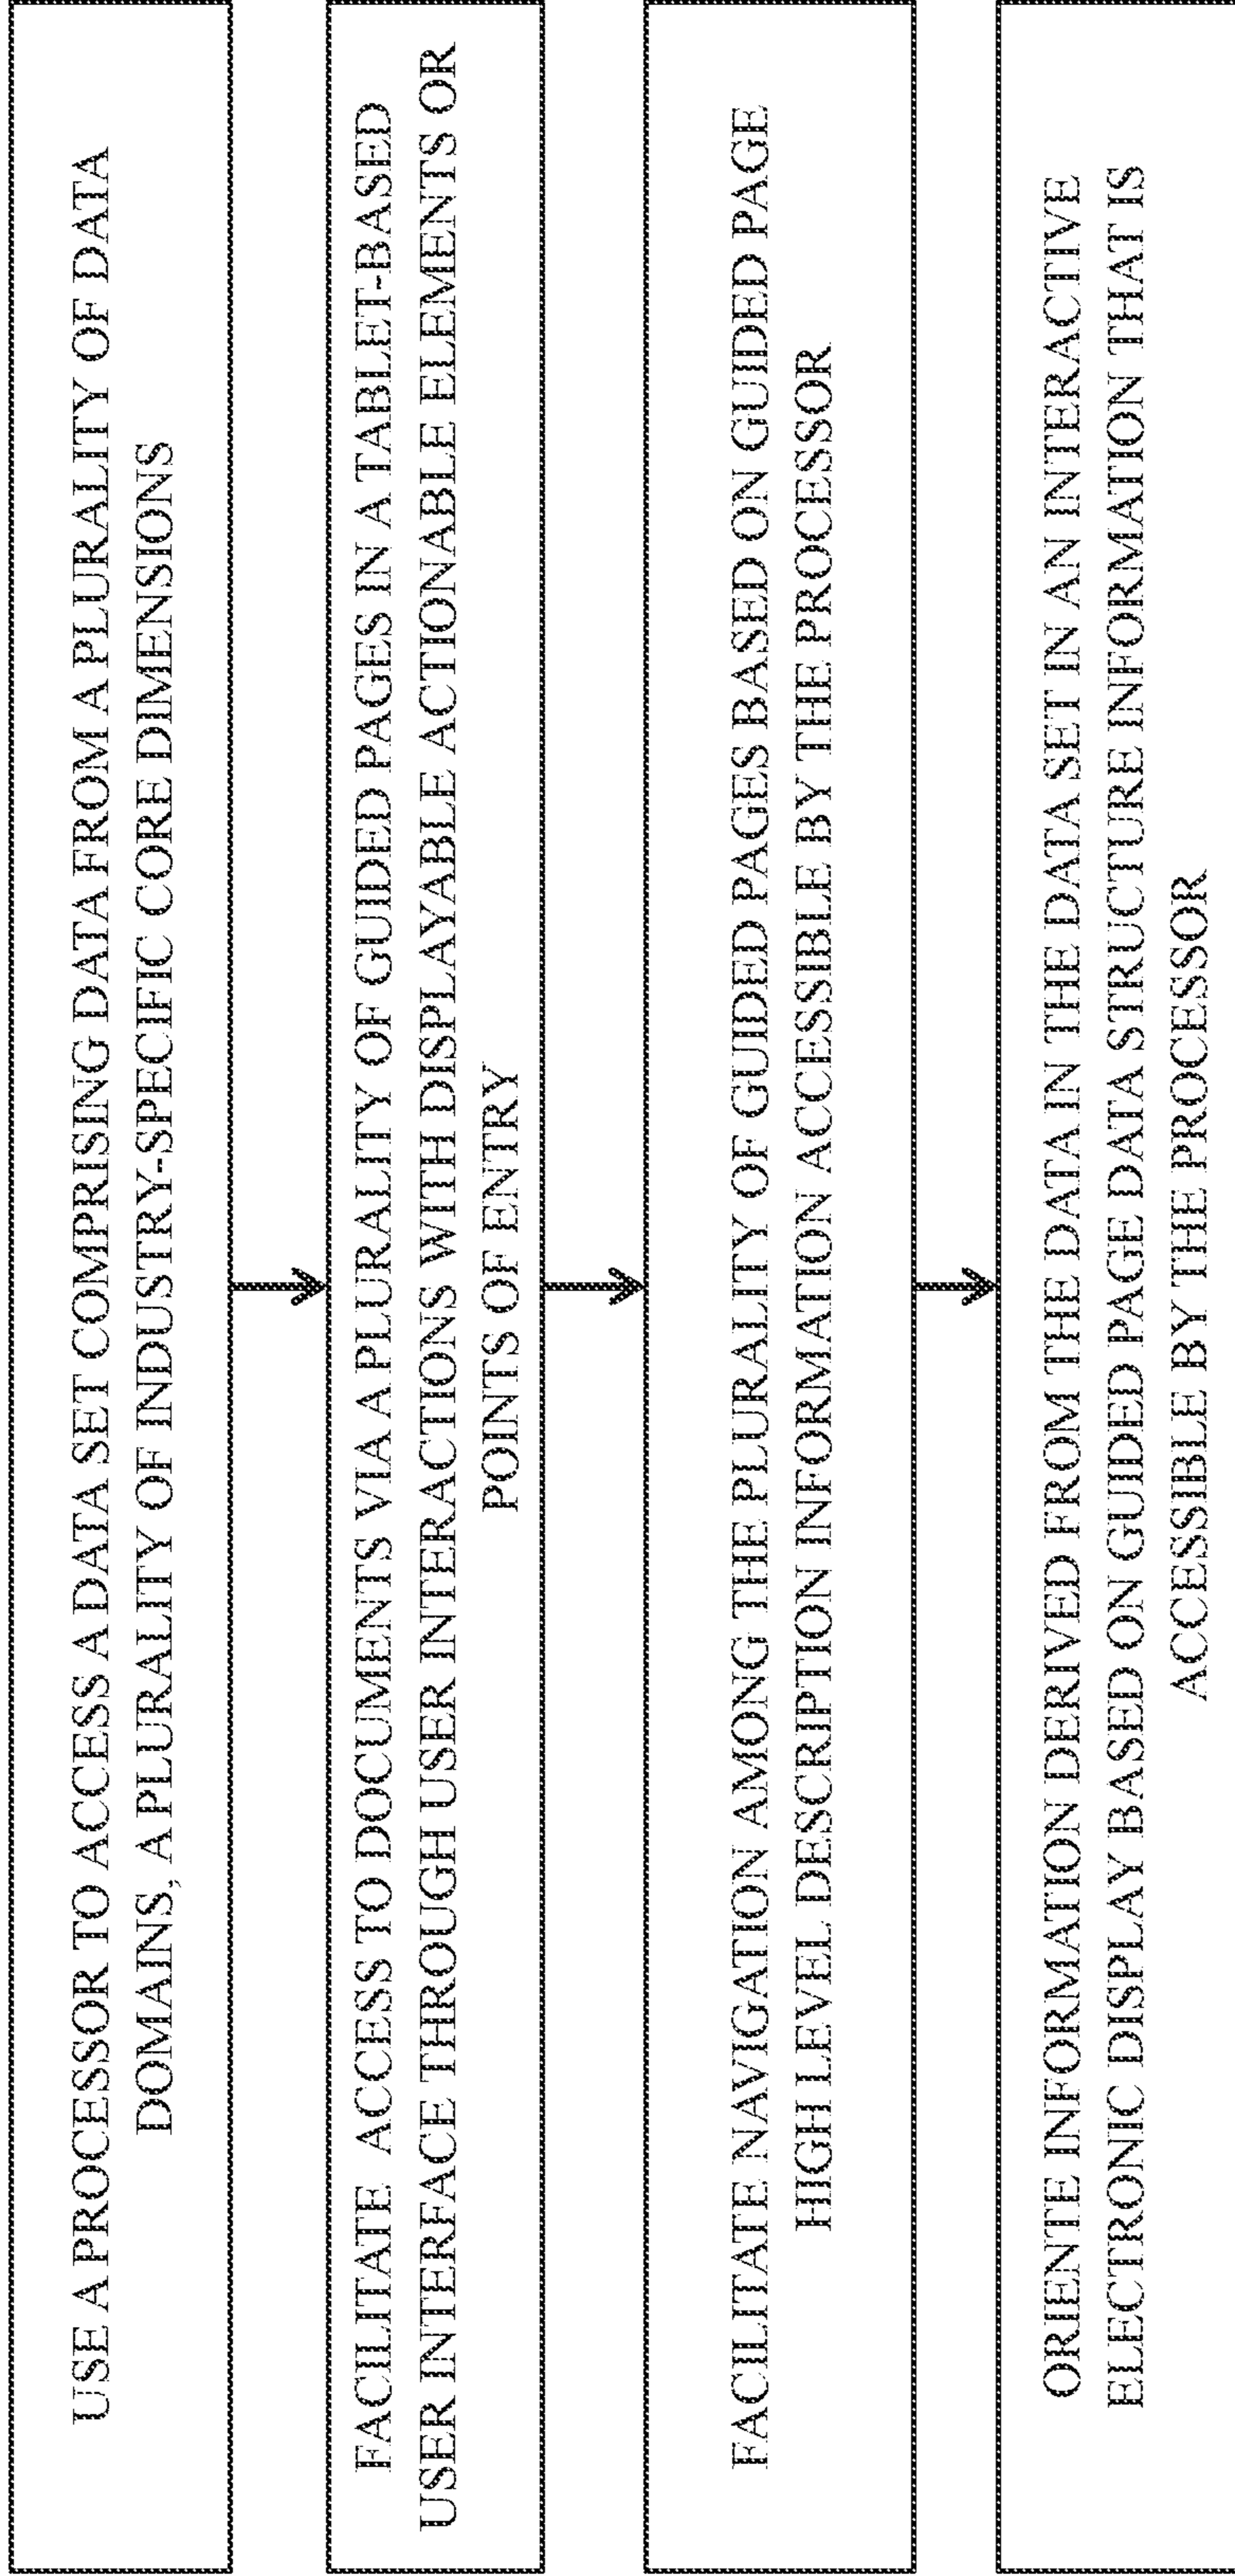 USE A PROCESSOR TO ACCESS A DATA SET COMPRISING DATA FROM A PLURALITY OF DATA
DOMAINS, A PLURALITY OF INDUSTRY-SPECIFIC CORE DIMENSIONS
FACILITATE ACCESS TO DOCUMENTS VIA A PLURALITY OF GUIDED PAGES IN A TABLET-BASED
USER INTERFACE THROUGH USER INTERACTIONS WITH DISPLAYABLE ACTIONABLE ELEMENTS OR
POINTS OF ENTRY
FACILITATE NAVIGATION AMONG THE PLURALITY OF GUIDED PAGES BASED ON GUIDED PAGE
HIGH LEVEL DESCRIPTION INFORMATION ACCESSIBLE BY THE PROCESSOR
ORIENTE INFORMATION DERIVED FROM THE DATA IN THE DATA SET IN AN INTERACTIVE
ELECTRONIC DISPLAY BASED ON GUIDED PAGE DATA STRUCTURE INFORMATION THAT IS
ACCESSIBLE BY THE PROCESSOR